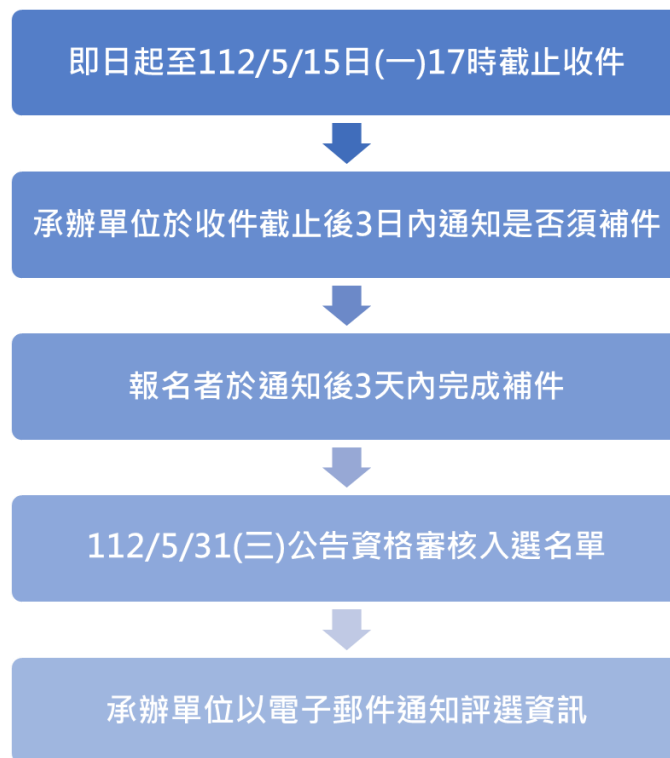 即日起至112/5/15日(一)17時截止收件
承辦單位於收件截止後3日內通知是否須補件
報名者於通知後3天內完成補件
112/5/31(三)公告資格審核入選名單
承辦單位以電子郵件通知評選資訊